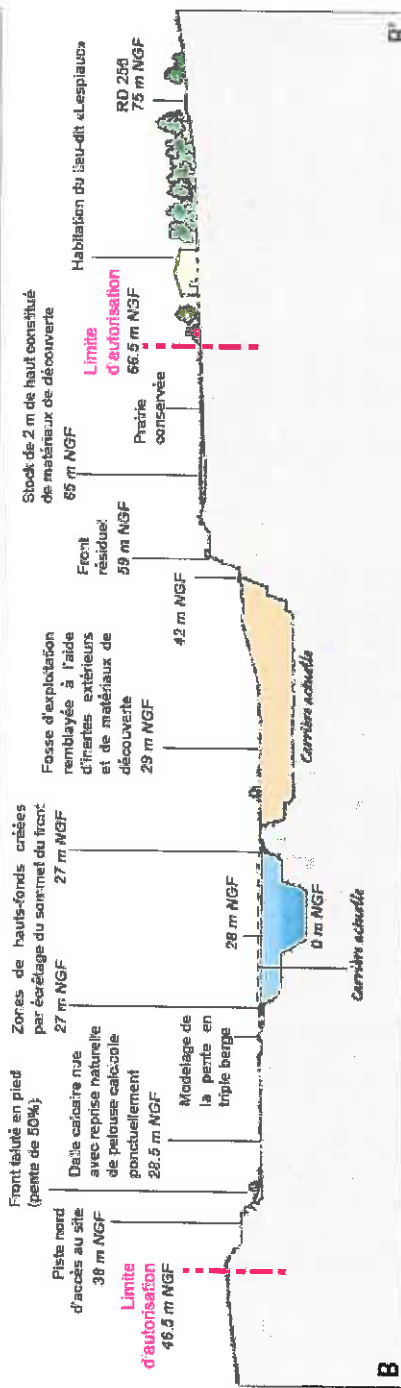 Front taluté en pied
(pente de 50%)
Piste nord
d'accès au site
38 m NGF
Limite
d'autorisation
46.5 m NGF
B
Dalle calcaire nue
avec reprise naturelle
de pelouse calcicole
ponctuellement
28.5 m NGF
Zones de hauts-fonds créées
par écrêtage du sommet du front
27 m NGF
27 m NGF
Modelage de
la pente en
triple berge
28 m NGF
0 m NGF
Carrière actuelle
Fosse d'exploitation
remblayée à l'aide
d'inertes extérieurs
et de matériaux de
découverte
29 m NGF
Carrière actuelle
42 m NGF
Front
résiduel
59 m NGF
Stock de 2 m de haut constitué
de matériaux de découverte
65 m NGF
Prairie
conservée
Limite
d'autorisation
66.5 m NGF
Habitation du lieu-dit «Lespiaut»
RD 256
75 m NGF
B'